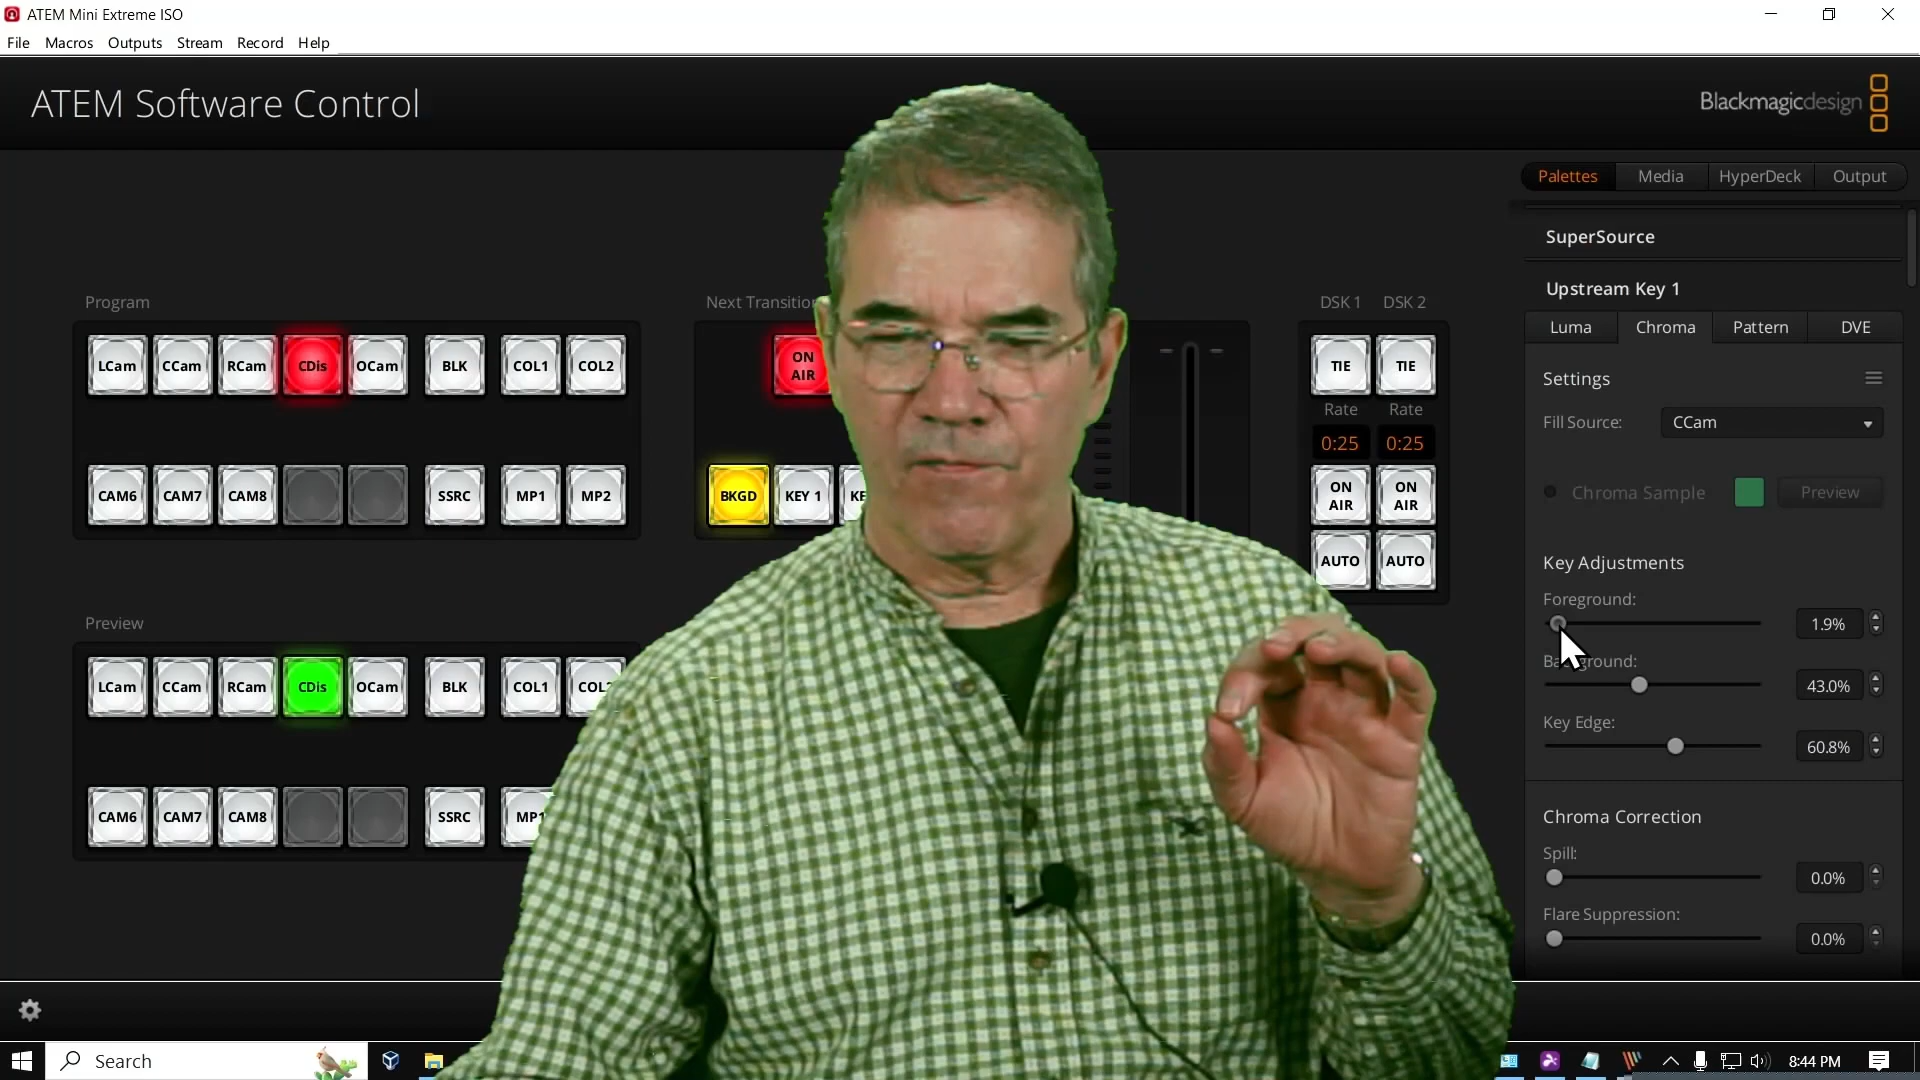 ATEM Mini Extreme ISO
File Macros Outputs Stream Record Help
ATEM Software Control
Blackmagicdesign
Palettes Media HyperDeck Output
SuperSource
Upstream Key 1
Luma Chroma Pattern DVE
Settings
Fill Source: CCam
Chroma Sample Preview
Key Adjustments
Foreground:
1.9%
Background:
43.0%
Key Edge:
60.8%
Chroma Correction
Spill:
0.0%
Flare Suppression:
0.0%
Program
LCam CCam RCam CDis OCam BLK COL1 COL2
CAM6 CAM7 CAM8 SSRC MP1 MP2
Next Transition
ON
AIR
BKGD KEY 1
DSK 1 DSK 2
TIE TIE
Rate Rate
0:25 0:25
ON ON
AIR AIR
AUTO AUTO
Preview
LCam CCam RCam CDis OCam BLK COL1
CAM6 CAM7 CAM8 SSRC MP1
Search
8:44 PM